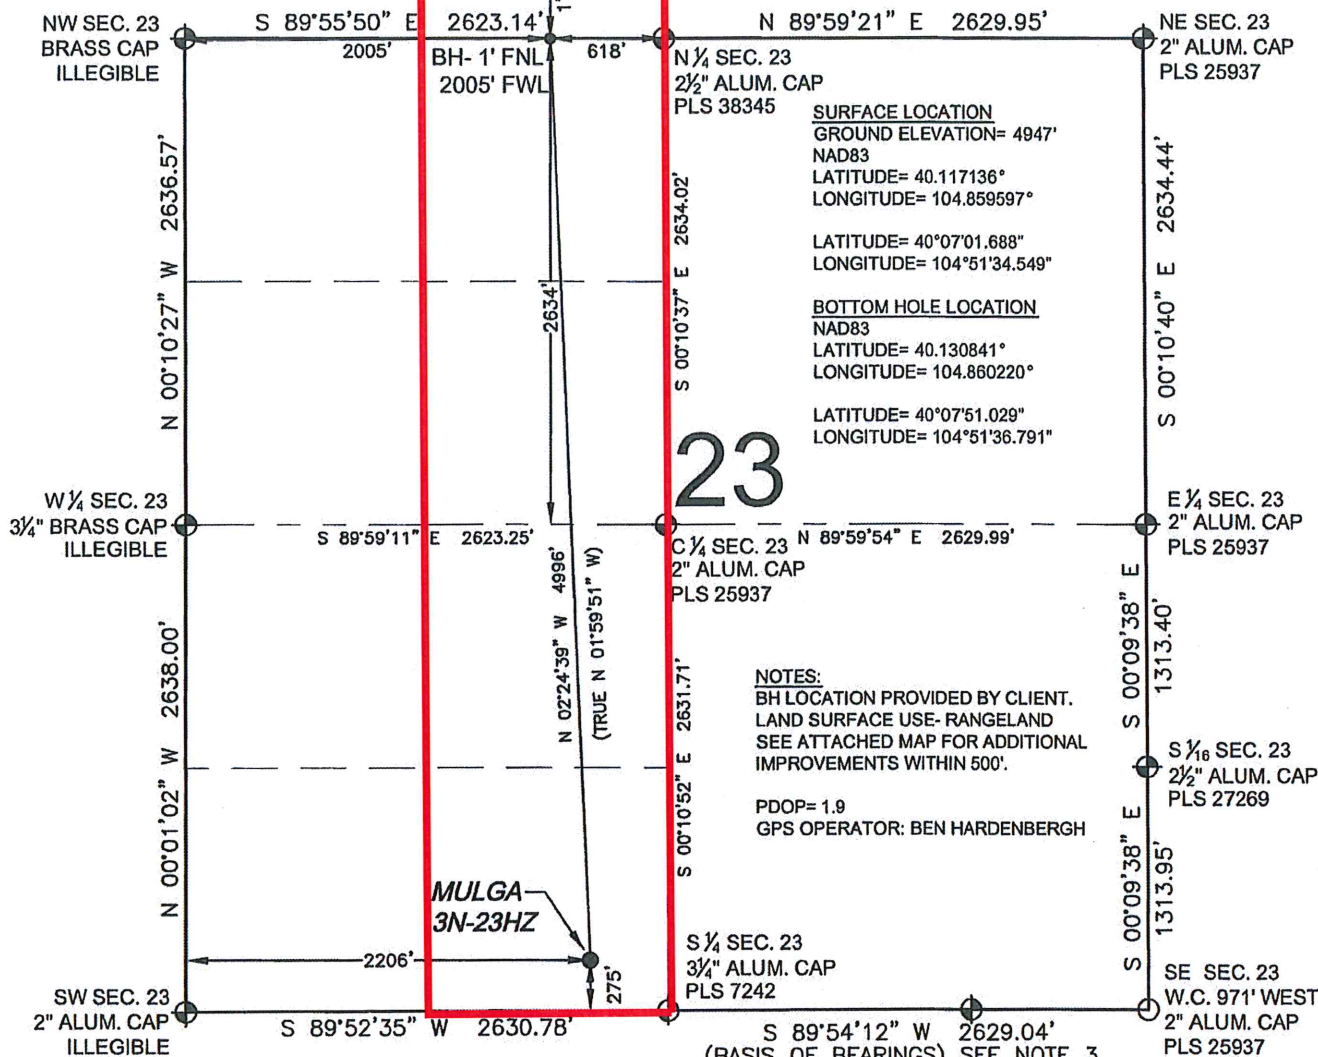 S 89°55'50" E 2623.14'
N 89°59'21" E 2629.95'
1'
NW SEC. 23
BRASS CAP
ILLEGIBLE
2005'
BH- 1' FNL
2005' FWL
618'
N ¼ SEC. 23
2½" ALUM. CAP
PLS 38345
NE SEC. 23
2" ALUM. CAP
PLS 25937
SURFACE LOCATION
GROUND ELEVATION= 4947'
NAD83
LATITUDE= 40.117136°
LONGITUDE= 104.859597°
LATITUDE= 40°07'01.688"
LONGITUDE= 104°51'34.549"
BOTTOM HOLE LOCATION
NAD83
LATITUDE= 40.130841°
LONGITUDE= 104.860220°
LATITUDE= 40°07'51.029"
LONGITUDE= 104°51'36.791"
N 00°10'27" W 2636.57'
2634'
S 00°10'37" E 2634.02'
S 00°10'40" E 2634.44'
23
W ¼ SEC. 23
3¼" BRASS CAP
ILLEGIBLE
S 89°59'11" E 2623.25'
C ¼ SEC. 23
2" ALUM. CAP
PLS 25937
N 89°59'54" E 2629.99'
E ¼ SEC. 23
2" ALUM. CAP
PLS 25937
N 02°24'39" W 4996'
(TRUE N 01°59'51" W)
N 00°01'02" W 2638.00'
S 00°10'52" E 2631.71'
S 00°09'38" E
1313.40'
NOTES:
BH LOCATION PROVIDED BY CLIENT.
LAND SURFACE USE- RANGELAND
SEE ATTACHED MAP FOR ADDITIONAL
IMPROVEMENTS WITHIN 500'.
PDOP= 1.9
GPS OPERATOR: BEN HARDENBERGH
S 1/16 SEC. 23
2½" ALUM. CAP
PLS 27269
S 00°09'38" E
1313.95'
MULGA
3N-23HZ
2206'
275'
S ¼ SEC. 23
3¼" ALUM. CAP
PLS 7242
SW SEC. 23
2" ALUM. CAP
ILLEGIBLE
S 89°52'35" W 2630.78'
S 89°54'12" W 2629.04'
(BASIS OF BEARINGS) SEE NOTE 3
SE SEC. 23
W.C. 971' WEST
2" ALUM. CAP
PLS 25937